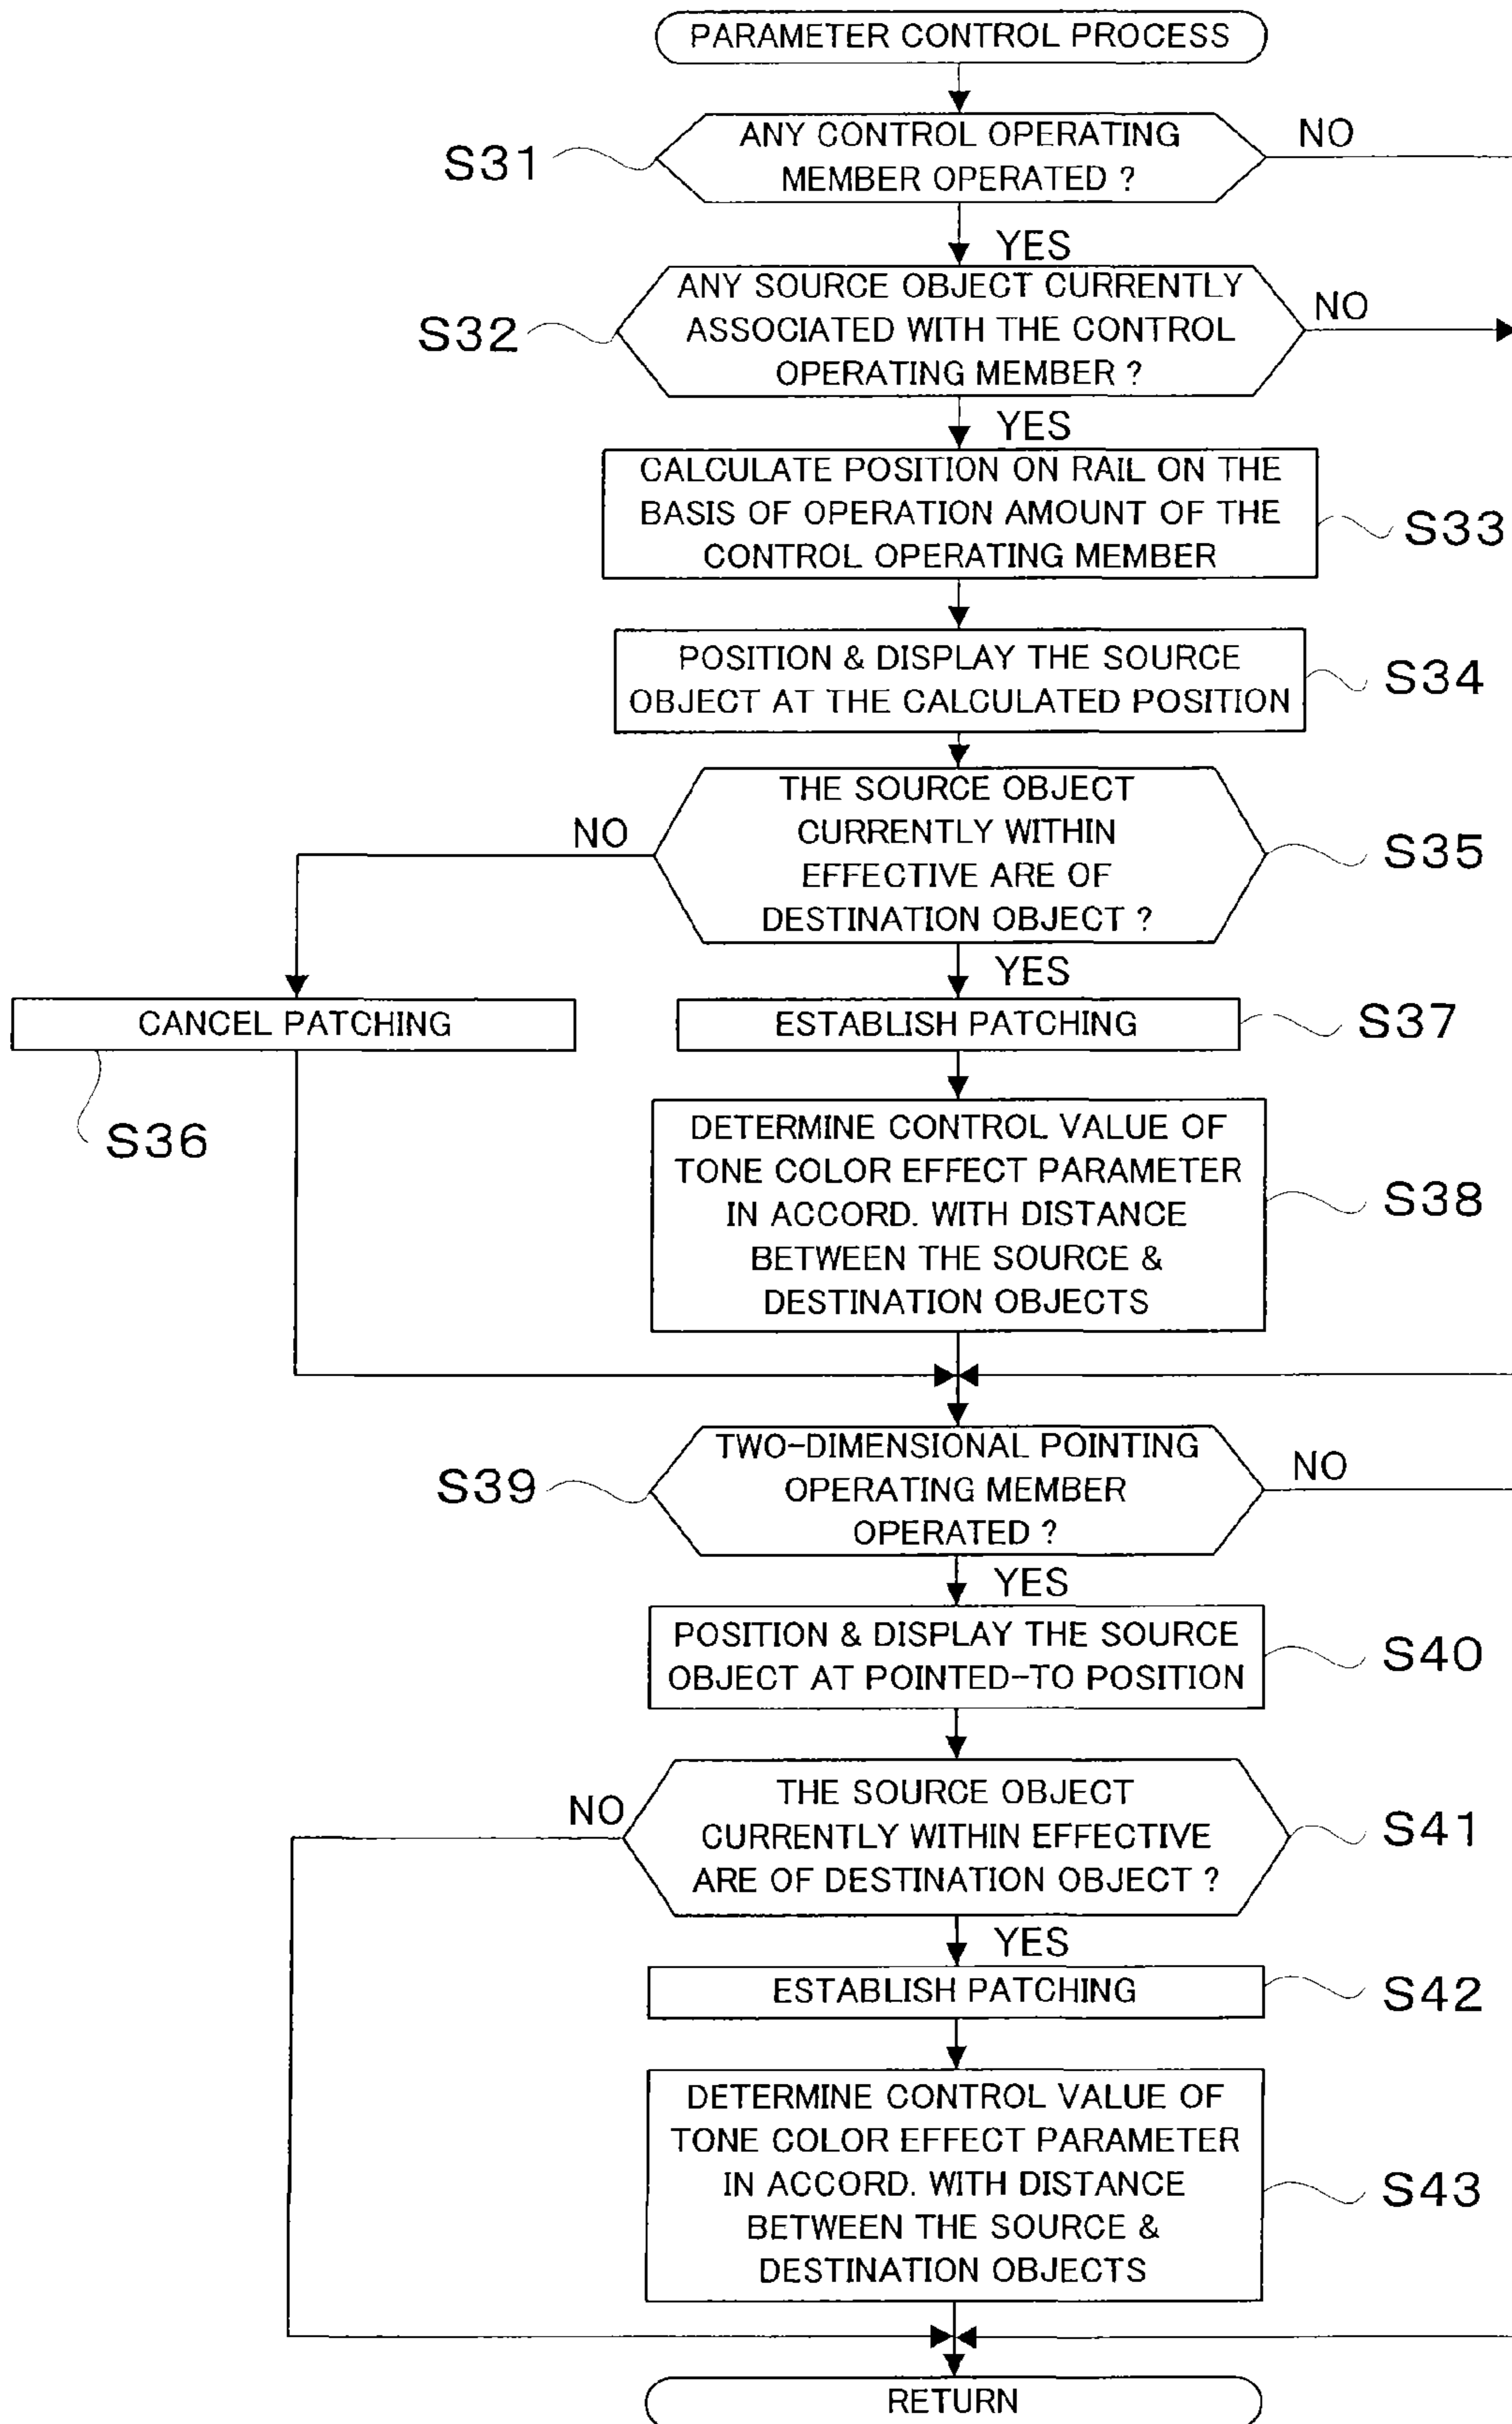 PARAMETER CONTROL PROCESS
S31
ANY CONTROL OPERATING
MEMBER OPERATED ?
NO
YES
S32
ANY SOURCE OBJECT CURRENTLY
ASSOCIATED WITH THE CONTROL
OPERATING MEMBER ?
NO
YES
CALCULATE POSITION ON RAIL ON THE
BASIS OF OPERATION AMOUNT OF THE
CONTROL OPERATING MEMBER
S33
POSITION & DISPLAY THE SOURCE
OBJECT AT THE CALCULATED POSITION
S34
THE SOURCE OBJECT
CURRENTLY WITHIN
EFFECTIVE ARE OF
DESTINATION OBJECT ?
S35
NO
YES
CANCEL PATCHING
S36
ESTABLISH PATCHING
S37
DETERMINE CONTROL VALUE OF
TONE COLOR EFFECT PARAMETER
IN ACCORD. WITH DISTANCE
BETWEEN THE SOURCE &
DESTINATION OBJECTS
S38
S39
TWO-DIMENSIONAL POINTING
OPERATING MEMBER
OPERATED ?
NO
YES
POSITION & DISPLAY THE SOURCE
OBJECT AT POINTED-TO POSITION
S40
THE SOURCE OBJECT
CURRENTLY WITHIN EFFECTIVE
ARE OF DESTINATION OBJECT ?
S41
NO
YES
ESTABLISH PATCHING
S42
DETERMINE CONTROL VALUE OF
TONE COLOR EFFECT PARAMETER
IN ACCORD. WITH DISTANCE
BETWEEN THE SOURCE &
DESTINATION OBJECTS
S43
RETURN